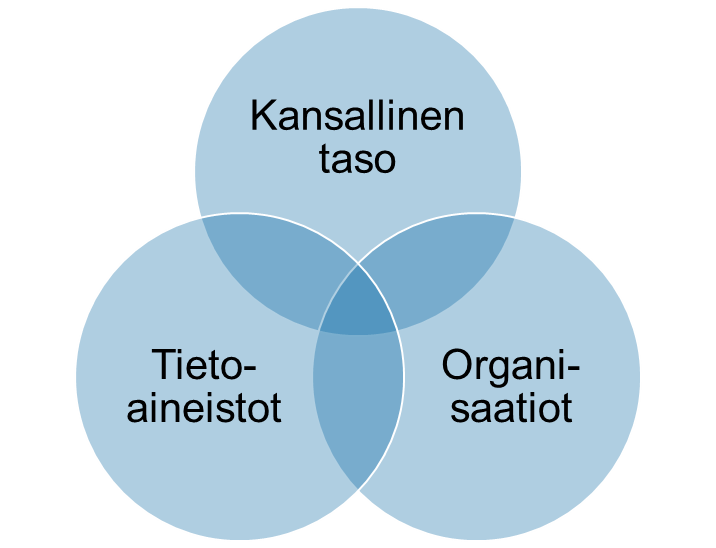 Kansallinen
taso
Tieto-
aineistot
Organi-
saatiot